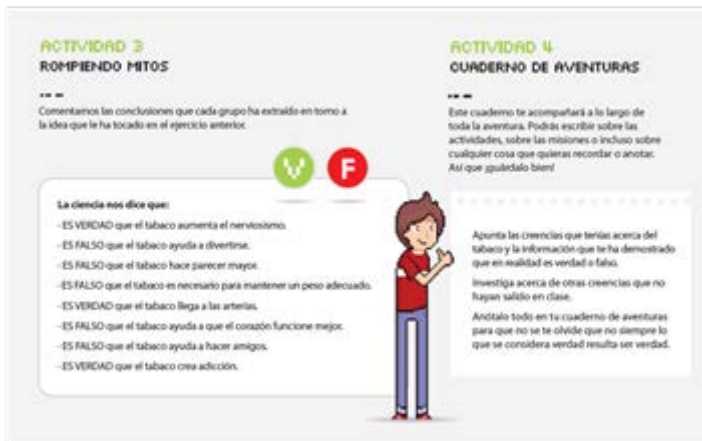 ACTIVIDAD 3
ROMPIENDO MITOS
Comentamos las conclusiones que cada grupo ha extraído en torno a
la idea que le ha tocado en el ejercicio anterior.
V F
La ciencia nos dice que:
- ES VERDAD que el tabaco aumenta el nerviosismo.
- ES FALSO que el tabaco ayuda a divertirse.
- ES FALSO que el tabaco hace parecer mayor.
- ES FALSO que el tabaco es necesario para mantener un peso adecuado.
- ES VERDAD que el tabaco llega a las arterias.
- ES FALSO que el tabaco ayuda a que el corazón funcione mejor.
- ES FALSO que el tabaco ayuda a hacer amigos.
- ES VERDAD que el tabaco crea adicción.
ACTIVIDAD 4
CUADERNO DE AVENTURAS
Este cuaderno te acompañará a lo largo de
toda la aventura. Podrás escribir sobre las
actividades, sobre las misiones o incluso sobre
cualquier cosa que quieras recordar o anotar.
Así que ¡guárdalo bien!
Apunta las creencias que tenías acerca del
tabaco y la información que te ha demostrado
que en realidad es verdad o falso.
Investiga acerca de otras creencias que no
hayan salido en clase.
Anótalo todo en tu cuaderno de aventuras
para que no se te olvide que no siempre lo
que se considera verdad resulta ser verdad.